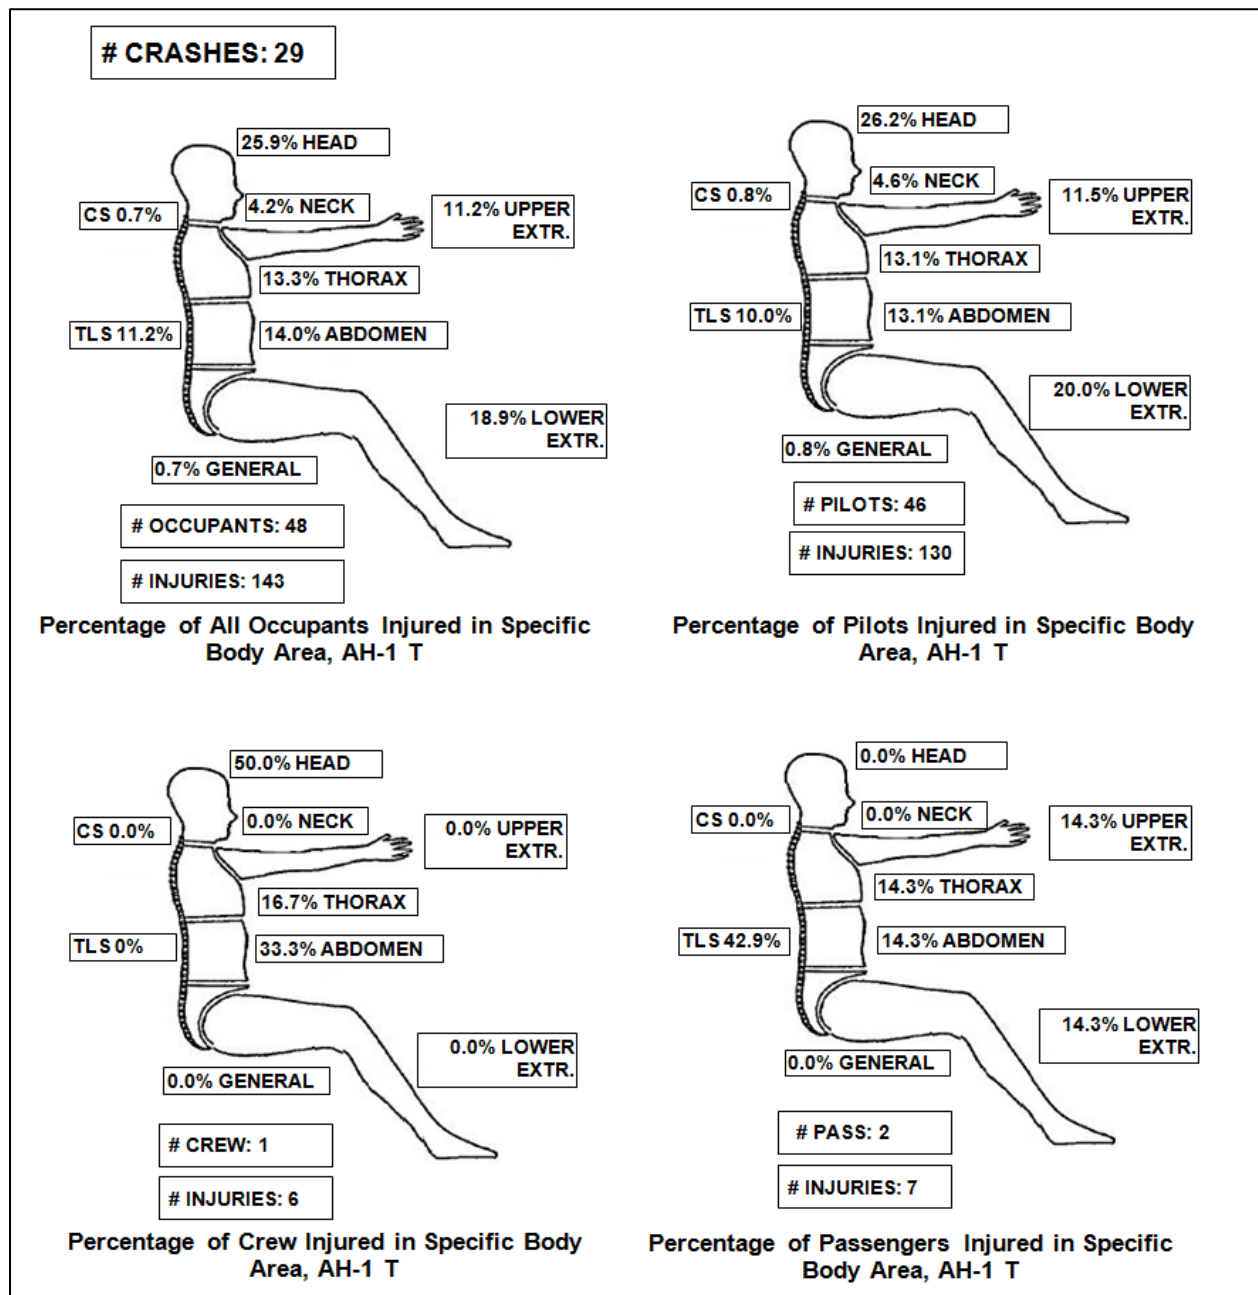 # CRASHES: 29
25.9% HEAD
CS 0.7%
4.2% NECK
11.2% UPPER
EXTR.
13.3% THORAX
TLS 11.2%
14.0% ABDOMEN
18.9% LOWER
EXTR.
0.7% GENERAL
# OCCUPANTS: 48
# INJURIES: 143
Percentage of All Occupants Injured in Specific
Body Area, AH-1 T
26.2% HEAD
CS 0.8%
4.6% NECK
11.5% UPPER
EXTR.
13.1% THORAX
TLS 10.0%
13.1% ABDOMEN
20.0% LOWER
EXTR.
0.8% GENERAL
# PILOTS: 46
# INJURIES: 130
Percentage of Pilots Injured in Specific Body
Area, AH-1 T
50.0% HEAD
CS 0.0%
0.0% NECK
0.0% UPPER
EXTR.
16.7% THORAX
TLS 0%
33.3% ABDOMEN
0.0% LOWER
EXTR.
0.0% GENERAL
# CREW: 1
# INJURIES: 6
Percentage of Crew Injured in Specific Body
Area, AH-1 T
0.0% HEAD
CS 0.0%
0.0% NECK
14.3% UPPER
EXTR.
14.3% THORAX
TLS 42.9%
14.3% ABDOMEN
14.3% LOWER
EXTR.
0.0% GENERAL
# PASS: 2
# INJURIES: 7
Percentage of Passengers Injured in Specific
Body Area, AH-1 T